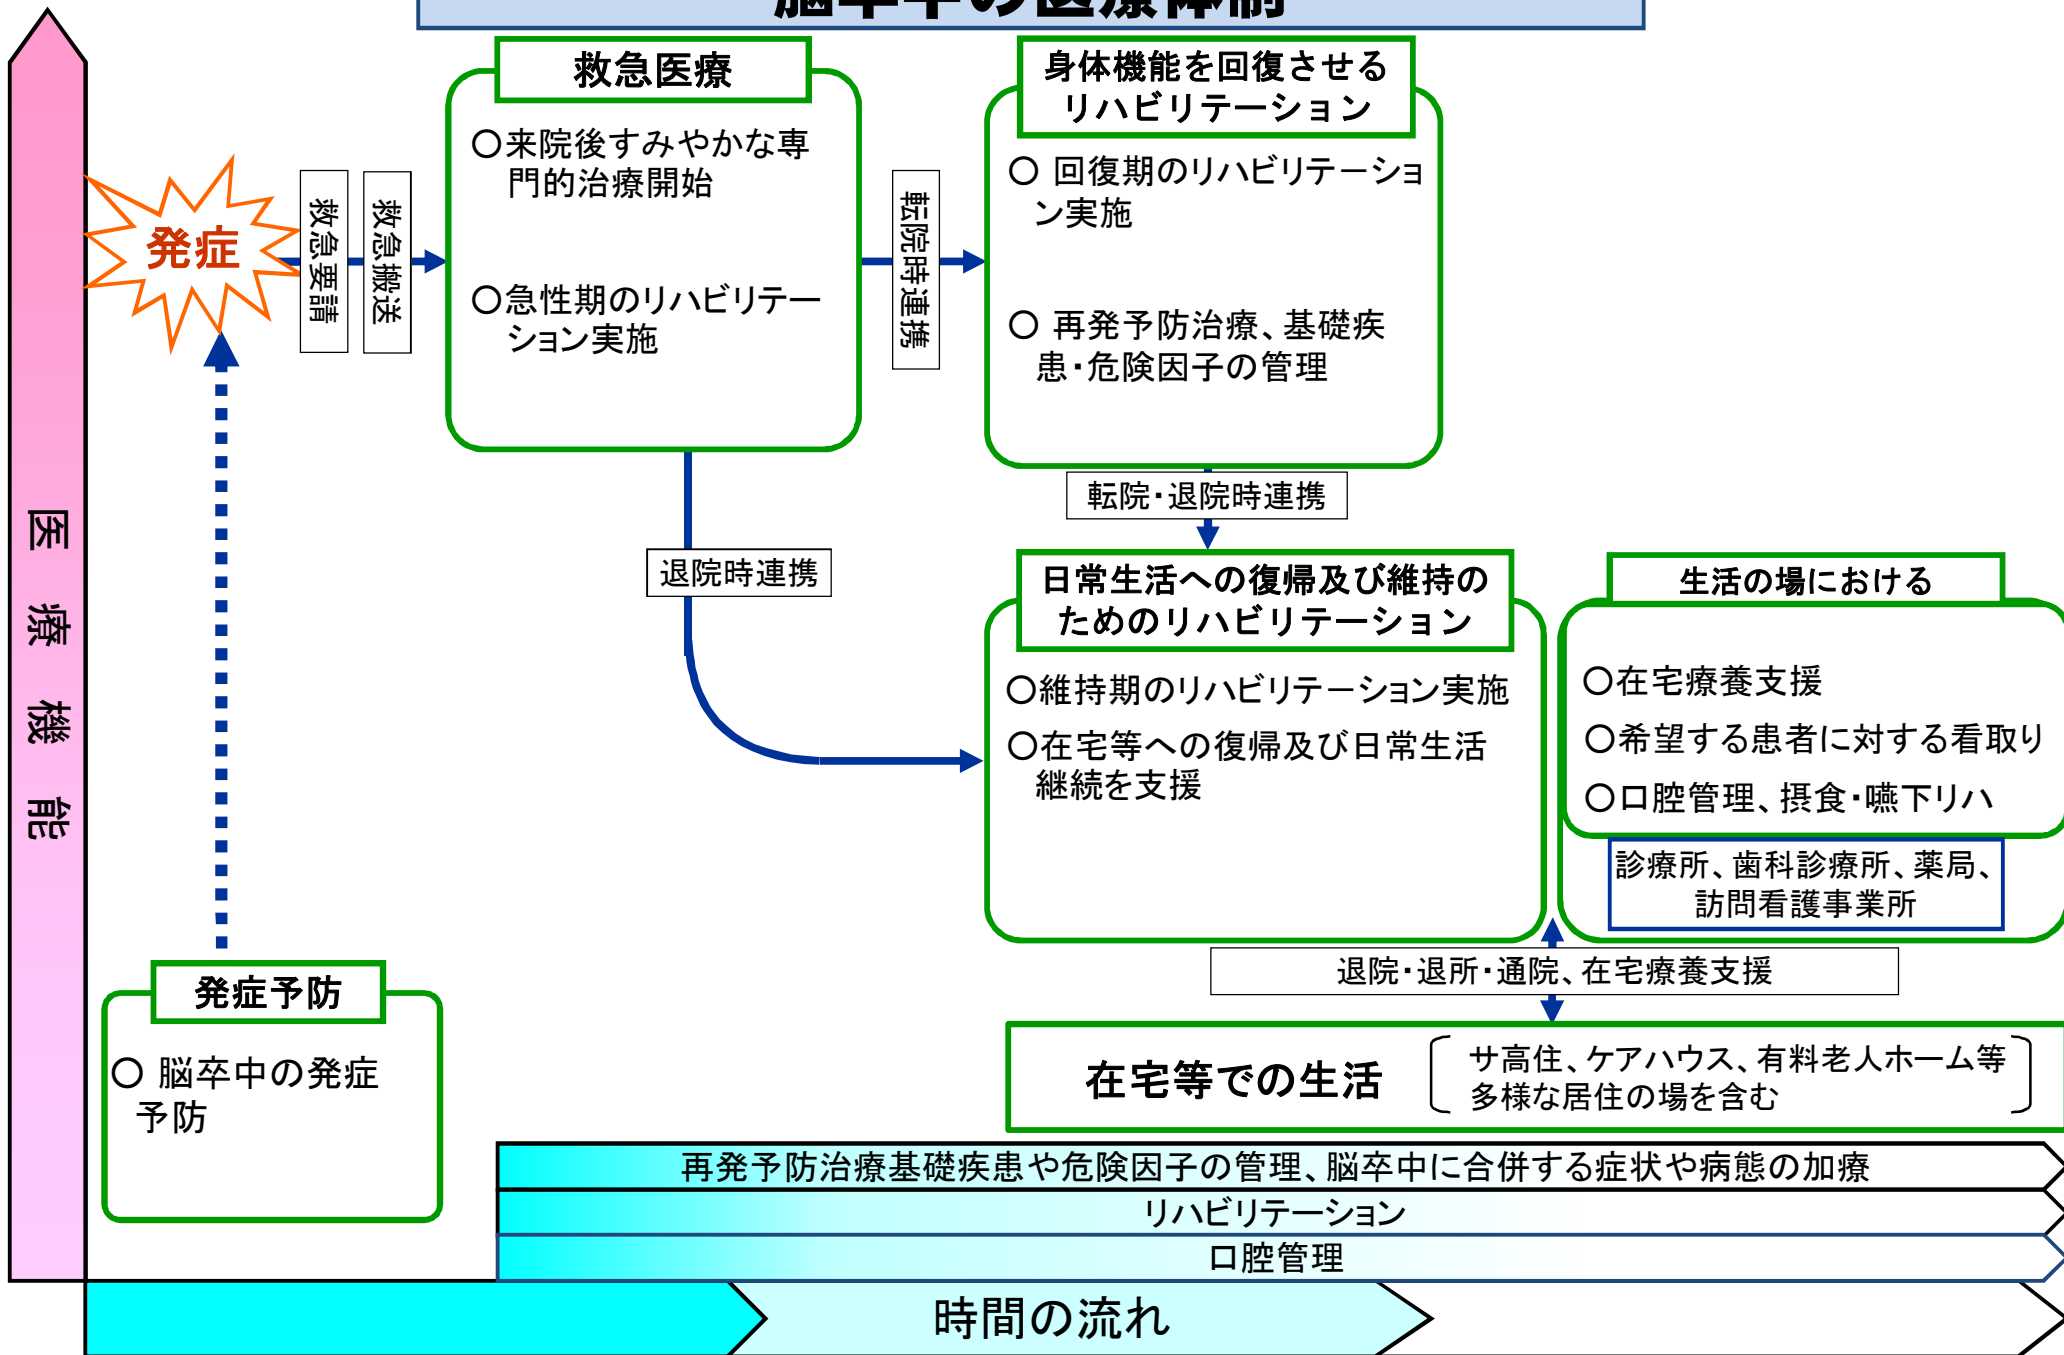 脳卒中の医療体制
救急医療
○来院後すみやかな専
門的治療開始
○急性期のリハビリテー
ション実施
身体機能を回復させる
リハビリテーション
○ 回復期のリハビリテーショ
ン実施
○ 再発予防治療、基礎疾
患・危険因子の管理
発症
救急要請
救急搬送
転院時連携
転院・退院時連携
退院時連携
日常生活への復帰及び維持の
ためのリハビリテーション
○維持期のリハビリテーション実施
○在宅等への復帰及び日常生活
継続を支援
生活の場における
○在宅療養支援
○希望する患者に対する看取り
○口腔管理、摂食・嚥下リハ
診療所、歯科診療所、薬局、
訪問看護事業所
退院・退所・通院、在宅療養支援
在宅等での生活
サ高住、ケアハウス、有料老人ホーム等
多様な居住の場を含む
発症予防
○ 脳卒中の発症
予防
医療機能
再発予防治療基礎疾患や危険因子の管理、脳卒中に合併する症状や病態の加療
リハビリテーション
口腔管理
時間の流れ